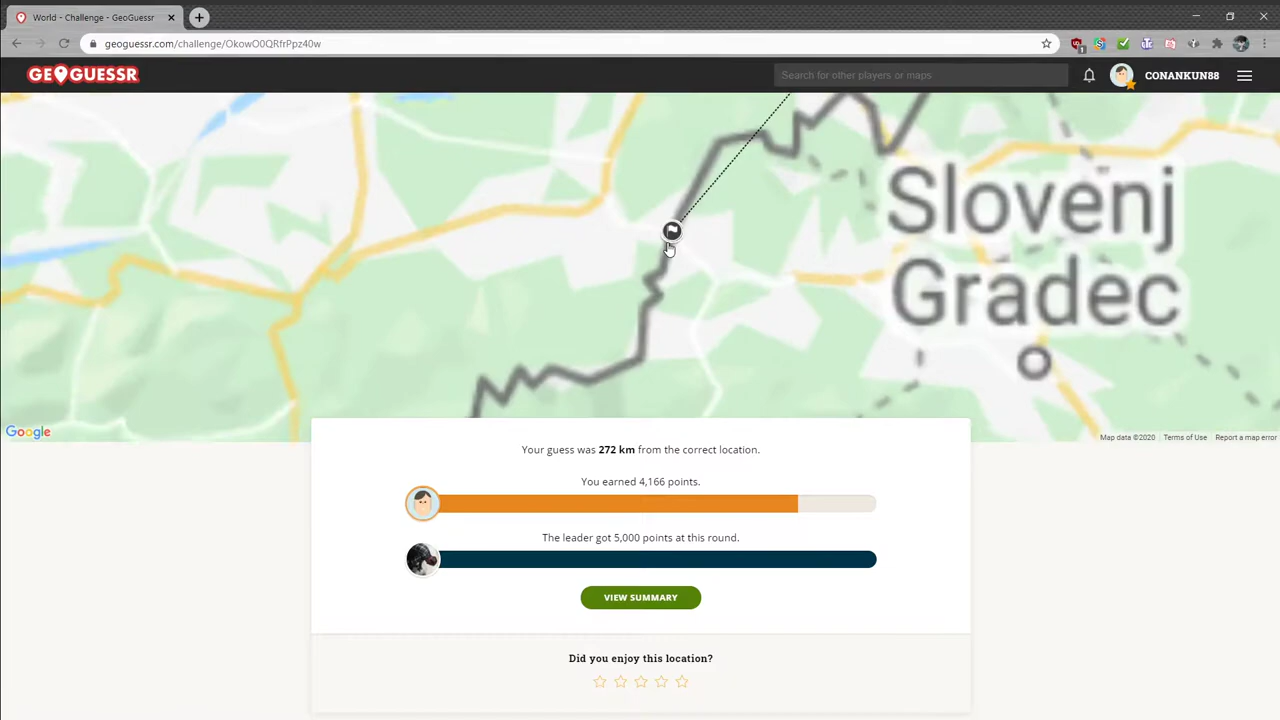 World - Challenge - GeoGuessr
geoguessr.com/challenge/OkowO0QRfrPpz40w
GEOGUESSR
Search for other players or maps
CONANKUN88
Slovenj
Gradec
Google
Map data ©2020 Terms of Use Report a map error
Your guess was 272 km from the correct location.
You earned 4,166 points.
The leader got 5,000 points at this round.
VIEW SUMMARY
Did you enjoy this location?